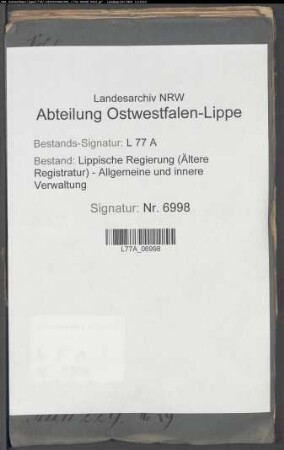 Landesarchiv NRW
Abteilung Ostwestfalen-Lippe
Bestands-Signatur: L 77 A
Bestand: Lippische Regierung (Ältere
Registratur) - Allgemeine und innere
Verwaltung
Signatur: Nr. 6998
L77A_06998